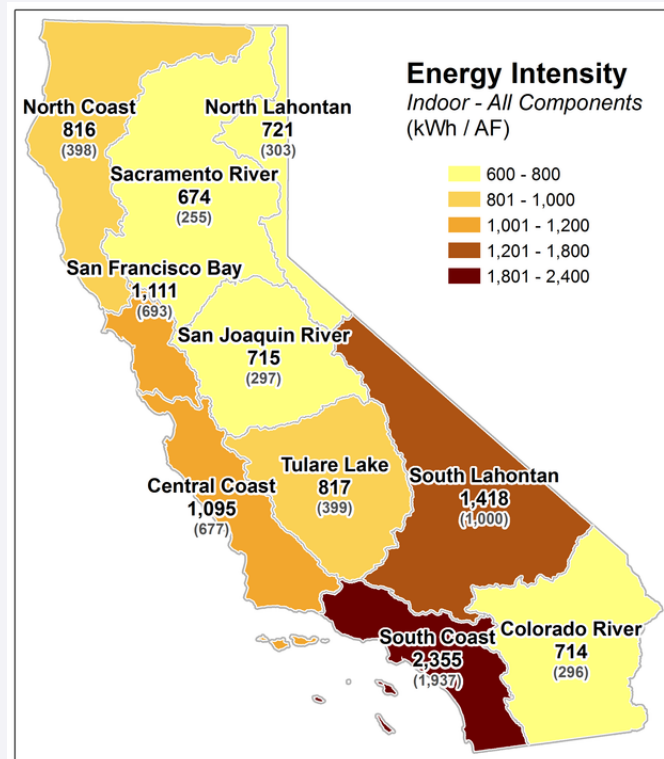 Energy Intensity
Indoor - All Components
(kWh / AF)
600 - 800
801 - 1,000
1,001 - 1,200
1,201 - 1,800
1,801 - 2,400
North Coast
816
(398)
North Lahontan
721
(303)
Sacramento River
674
(255)
San Francisco Bay
1,111
(693)
San Joaquin River
715
(297)
Tulare Lake
817
(399)
Central Coast
1,095
(677)
South Lahontan
1,418
(1,000)
South Coast
2,355
(1,937)
Colorado River
714
(296)